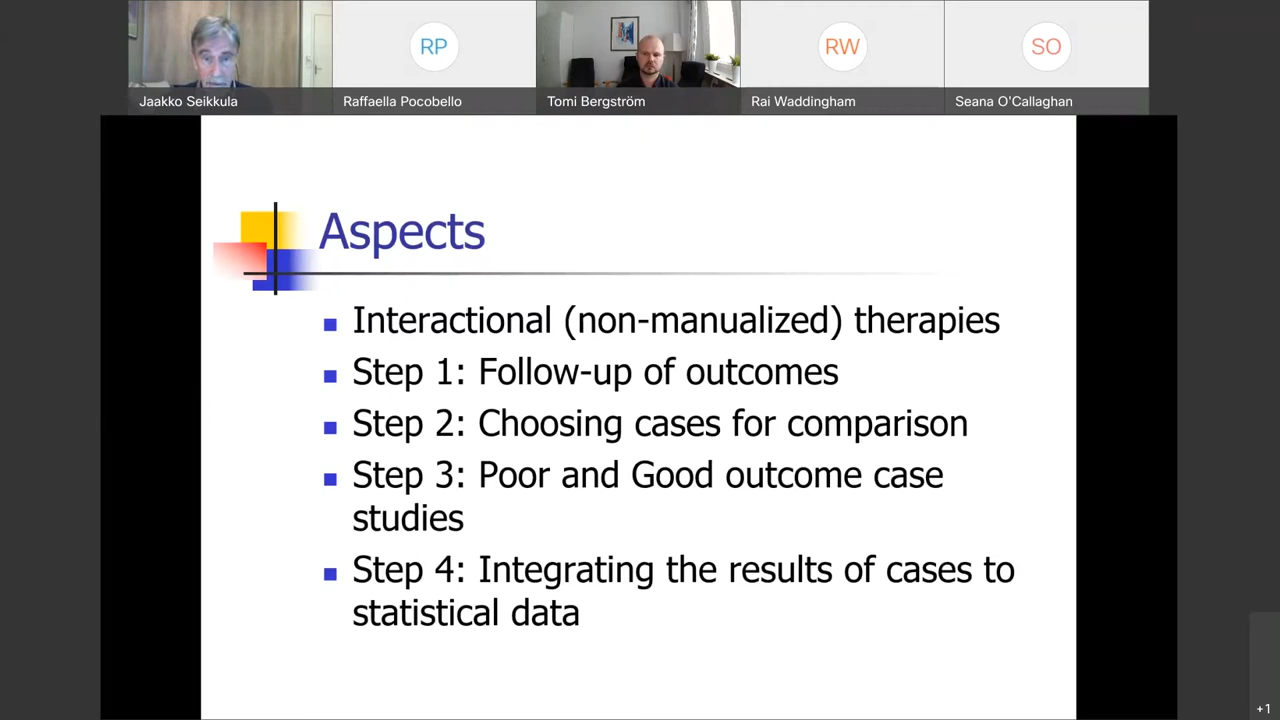 RP
RW
SO
Jaakko Seikkula
Raffaella Pocobello
Tomi Bergström
Rai Waddingham
Seana O'Callaghan
Aspects
Interactional (non-manualized) therapies
Step 1: Follow-up of outcomes
Step 2: Choosing cases for comparison
Step 3: Poor and Good outcome case
studies
Step 4: Integrating the results of cases to
statistical data
+1